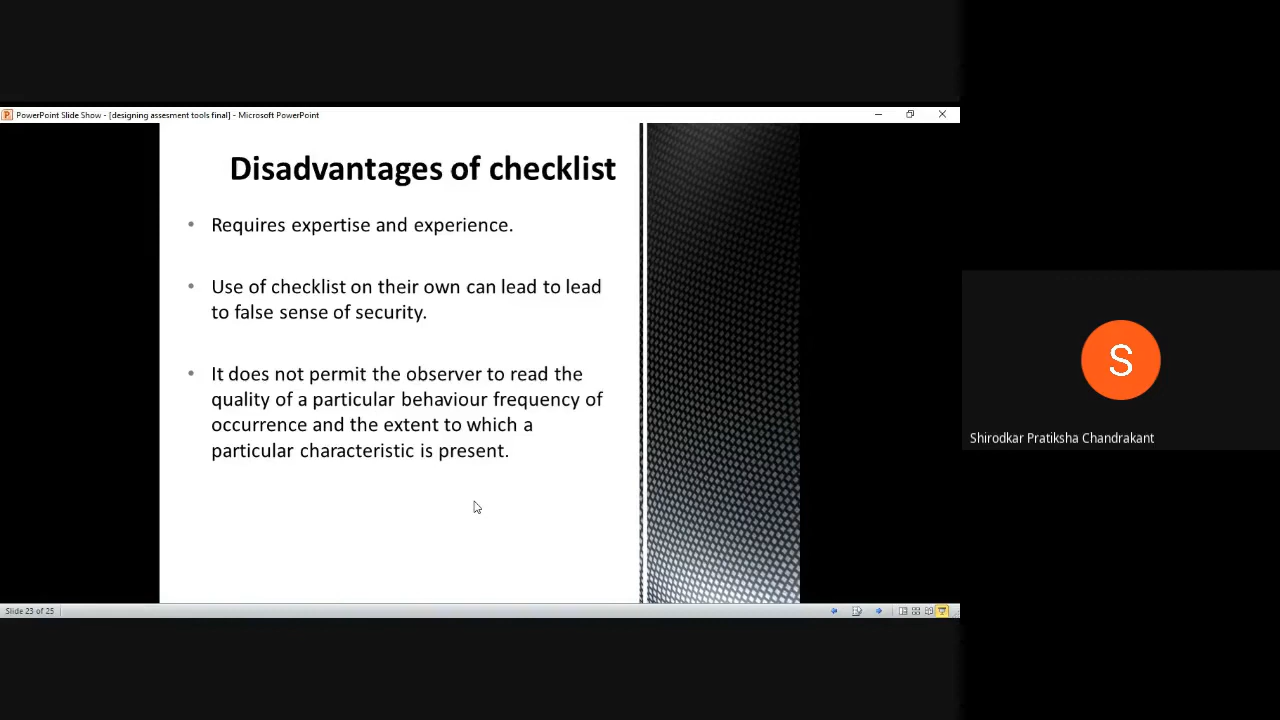 PowerPoint Slide Show - [designing assesment tools final] - Microsoft PowerPoint
Disadvantages of checklist
• Requires expertise and experience.
• Use of checklist on their own can lead to lead
to false sense of security.
• It does not permit the observer to read the
quality of a particular behaviour frequency of
occurrence and the extent to which a
particular characteristic is present.
S
Shirodkar Pratiksha Chandrakant
Slide 23 of 25